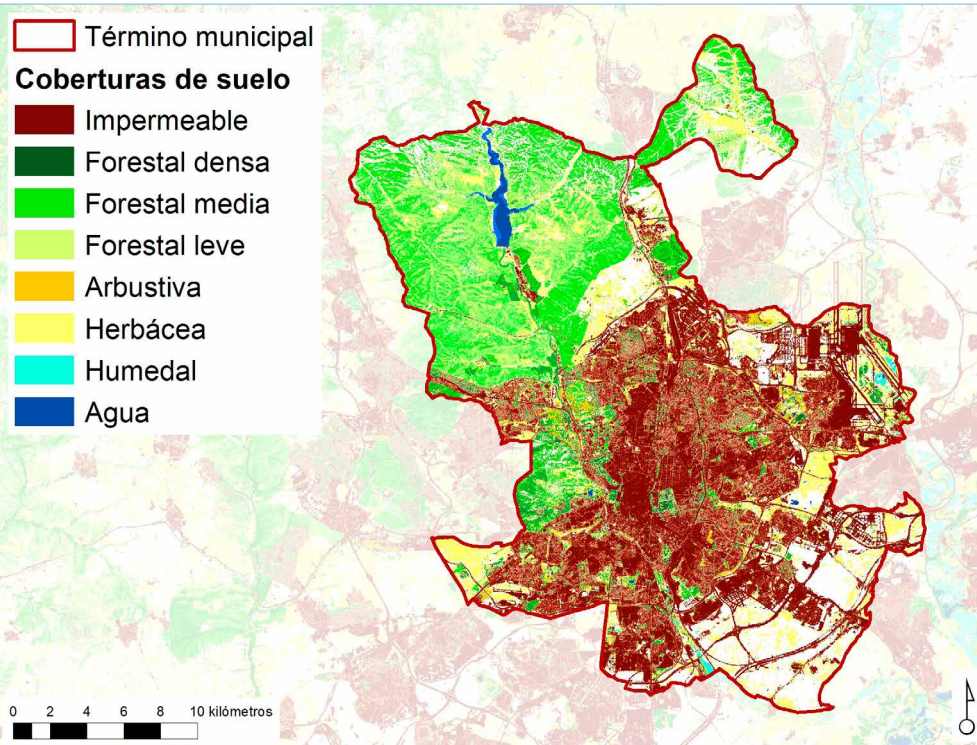 Término municipal
Coberturas de suelo
Impermeable
Forestal densa
Forestal media
Forestal leve
Arbustiva
Herbácea
Humedal
Agua
0 2 4 6 8 10 kilómetros